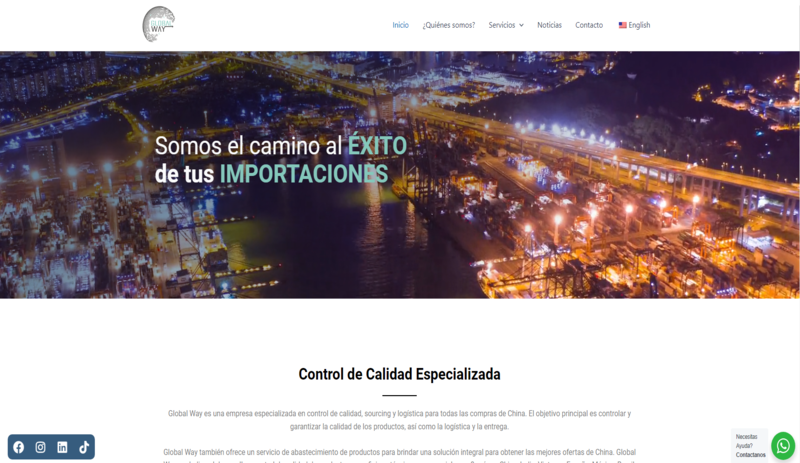 GLOBAL
WAY
Inicio ¿Quiénes somos? Servicios Noticias Contacto English
Somos el camino al ÉXITO
de tus IMPORTACIONES
Control de Calidad Especializada
Global Way es una empresa especializada en control de calidad, sourcing y logística para todas las compras de China. El objetivo principal es controlar y
garantizar la calidad de los productos, así como la logística y la entrega.
Global Way también ofrece un servicio de abastecimiento de productos para brindar una solución integral para obtener las mejores ofertas de China. Global
Necesitas
Ayuda?
Contactanos